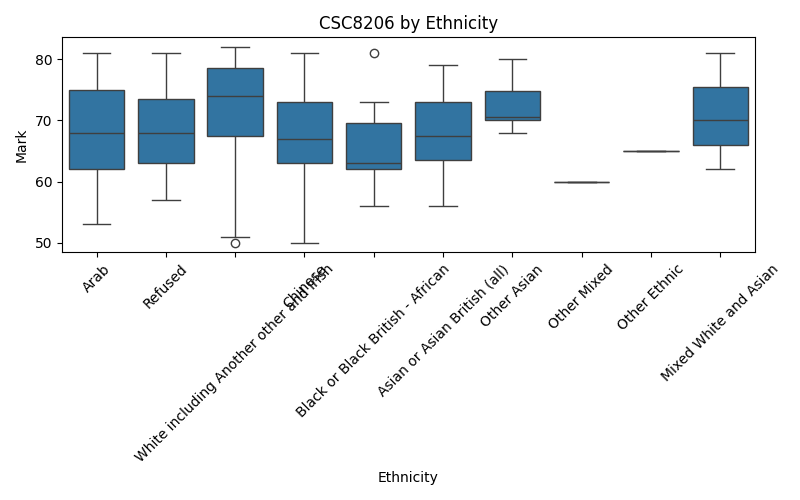 CSC8206 by Ethnicity
Mark
80
70
60
50
Arab
Refused
White including Another other and Irish
Chinese
Black or Black British - African
Asian or Asian British (all)
Other Asian
Other Mixed
Other Ethnic
Mixed White and Asian
Ethnicity